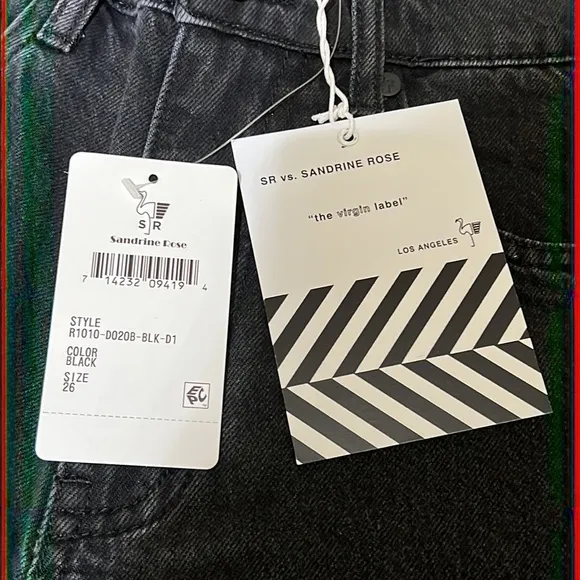 S R
Sandrine Rose
7 14232 09419 4
STYLE
R1010-D020B-BLK-D1
COLOR
BLACK
SIZE
26
EPC
SR vs. SANDRINE ROSE
"the virgin label"
LOS ANGELES